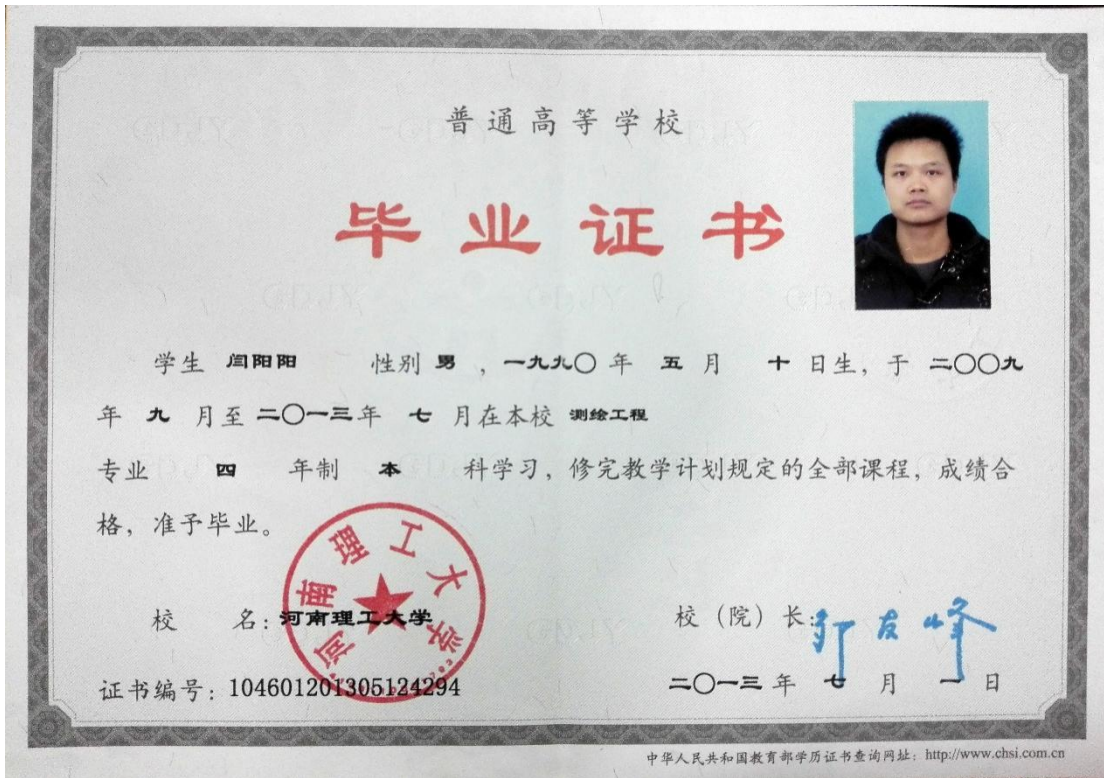 普通高等学校
毕业证书
学生 闫阳阳 性别 男 ，一九九〇 年 五 月 十 日生，于 二〇〇九
年 九 月至 二〇一三年 七 月在本校 测绘工程
专业 四 年制 本 科学习，修完教学计划规定的全部课程，成绩合
格，准予毕业。
河南理工大学
校 名：河南理工大学
校（院）长：邹友峰
证书编号：104601201305124294
二〇一三 年 七 月 一 日
中华人民共和国教育部学历证书查询网址：http://www.chsi.com.cn